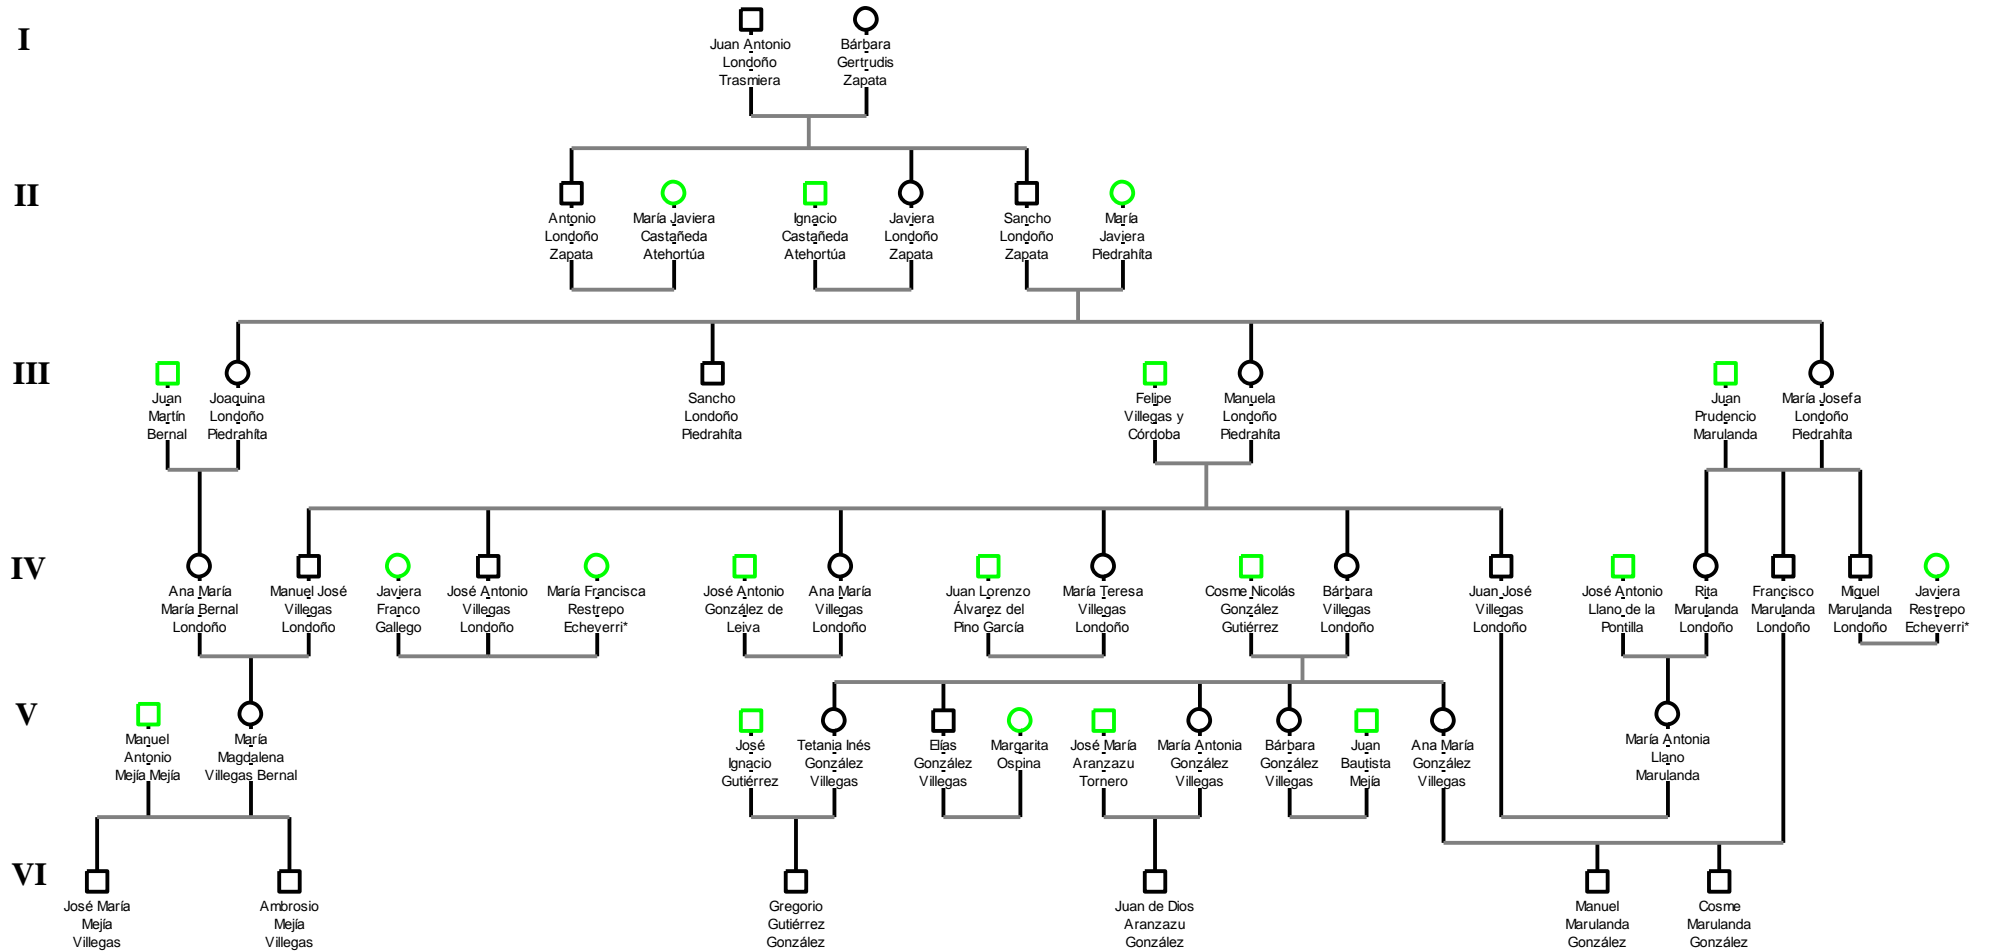 I
Juan Antonio
Londoño
Trasmiera
Bárbara
Gertrudis
Zapata
II
Antonio
Londoño
Zapata
María Javiera
Castañeda
Atehortúa
Ignacio
Castañeda
Atehortúa
Javiera
Londoño
Zapata
Sancho
Londoño
Zapata
María
Javiera
Piedrahíta
III
Juan
Martín
Bernal
Joaquina
Londoño
Piedrahíta
Sancho
Londoño
Piedrahíta
Felipe
Villegas y
Córdoba
Manuela
Londoño
Piedrahíta
Juan
Prudencio
Marulanda
María Josefa
Londoño
Piedrahíta
IV
Ana María
María Bernal
Londoño
Manuel José
Villegas
Londoño
Javiera
Franco
Gallego
José Antonio
Villegas
Londoño
María Francisca
Restrepo
Echeverri*
José Antonio
González de
Leiva
Ana María
Villegas
Londoño
Juan Lorenzo
Álvarez del
Pino García
María Teresa
Villegas
Londoño
Cosme Nicolás
González
Gutiérrez
Bárbara
Villegas
Londoño
Juan José
Villegas
Londoño
José Antonio
Llano de la
Pontilla
Rita
Marulanda
Londoño
Francisco
Marulanda
Londoño
Miguel
Marulanda
Londoño
Javiera
Restrepo
Echeverri*
V
Manuel
Antonio
Mejía Mejía
María
Magdalena
Villegas Bernal
José
Ignacio
Gutiérrez
Tetania Inés
González
Villegas
Elías
González
Villegas
Margarita
Ospina
José María
Aranzazu
Tornero
María Antonia
González
Villegas
Bárbara
González
Villegas
Juan
Bautista
Mejía
Ana María
González
Villegas
María Antonia
Llano
Marulanda
VI
José María
Mejía
Villegas
Ambrosio
Mejía
Villegas
Gregorio
Gutiérrez
González
Juan de Dios
Aranzazu
González
Manuel
Marulanda
González
Cosme
Marulanda
González